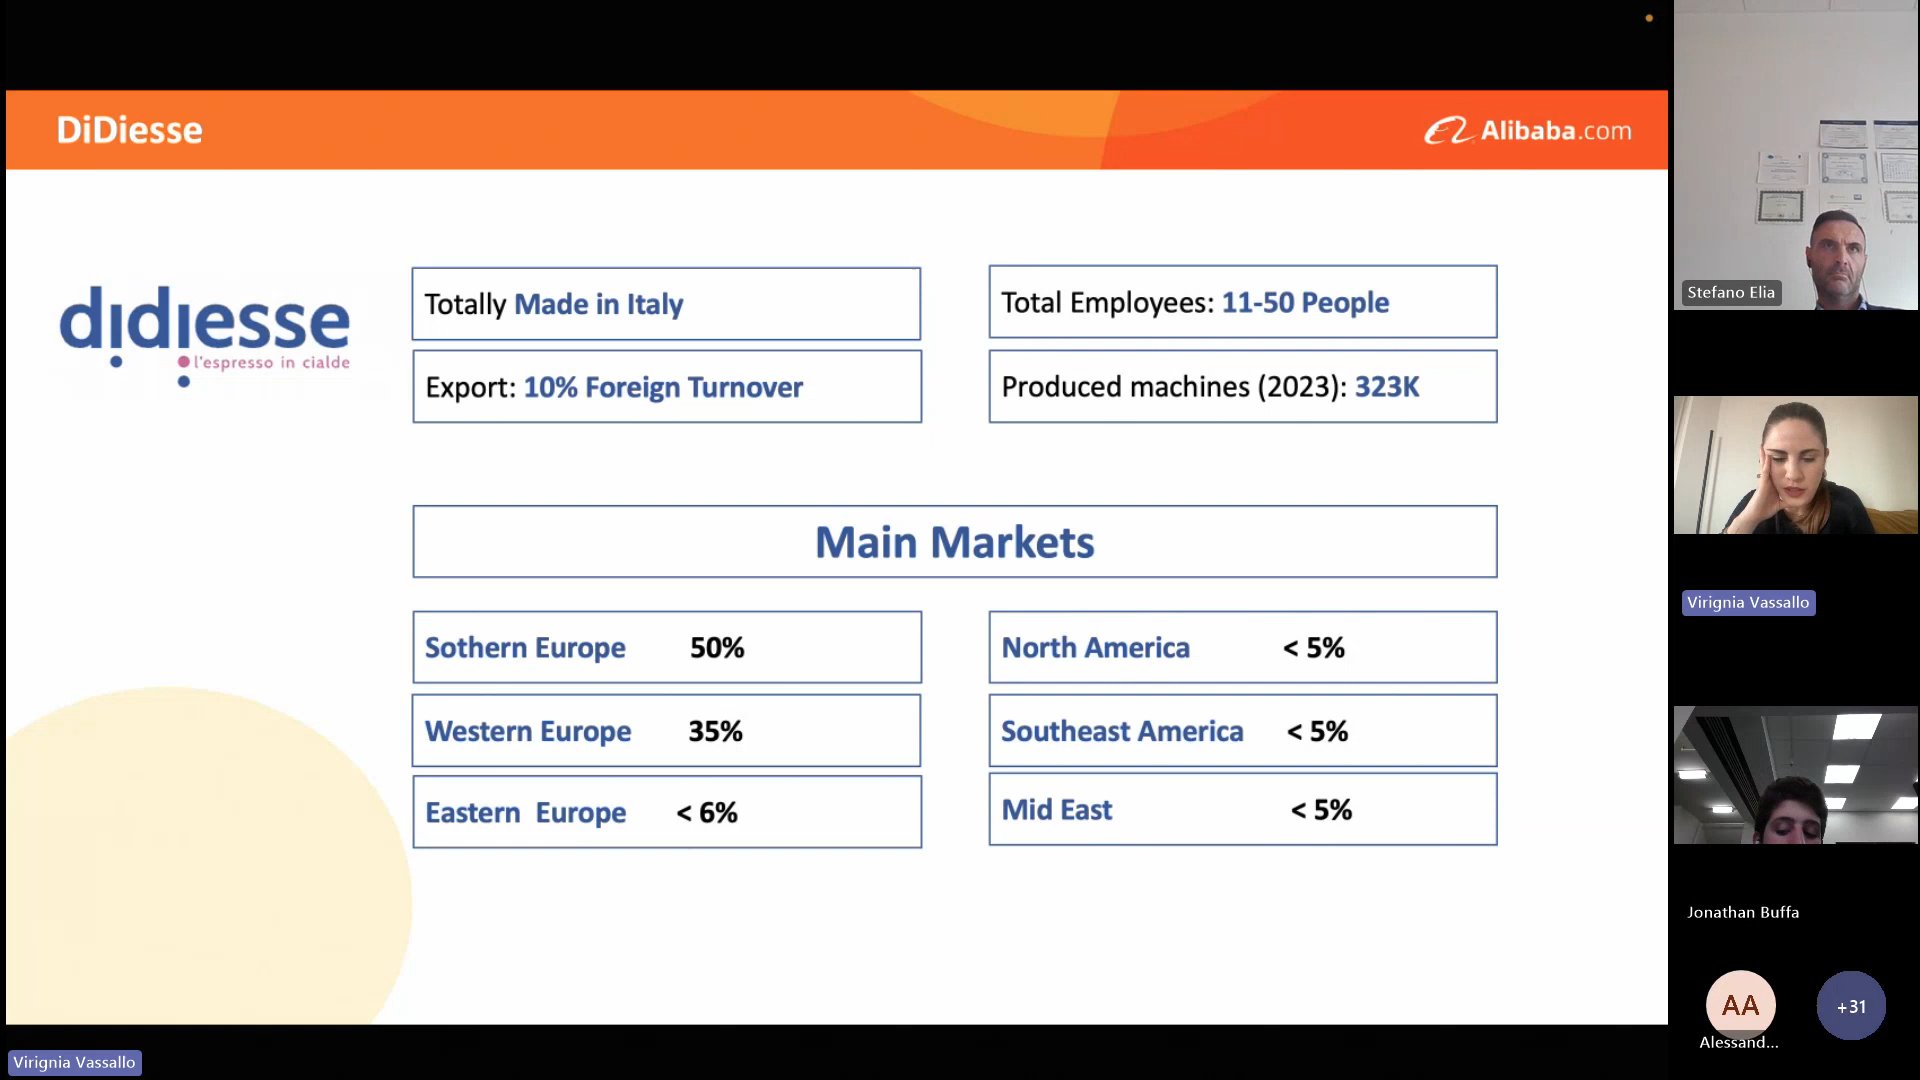 DiDiesse
Alibaba.com
didiesse
l'espresso in cialde
Totally Made in Italy
Total Employees: 11-50 People
Export: 10% Foreign Turnover
Produced machines (2023): 323K
Main Markets
Sothern Europe 50%
North America < 5%
Western Europe 35%
Southeast America < 5%
Eastern Europe < 6%
Mid East < 5%
Stefano Elia
Virignia Vassallo
Jonathan Buffa
AA
+31
Alessand...
Virignia Vassallo